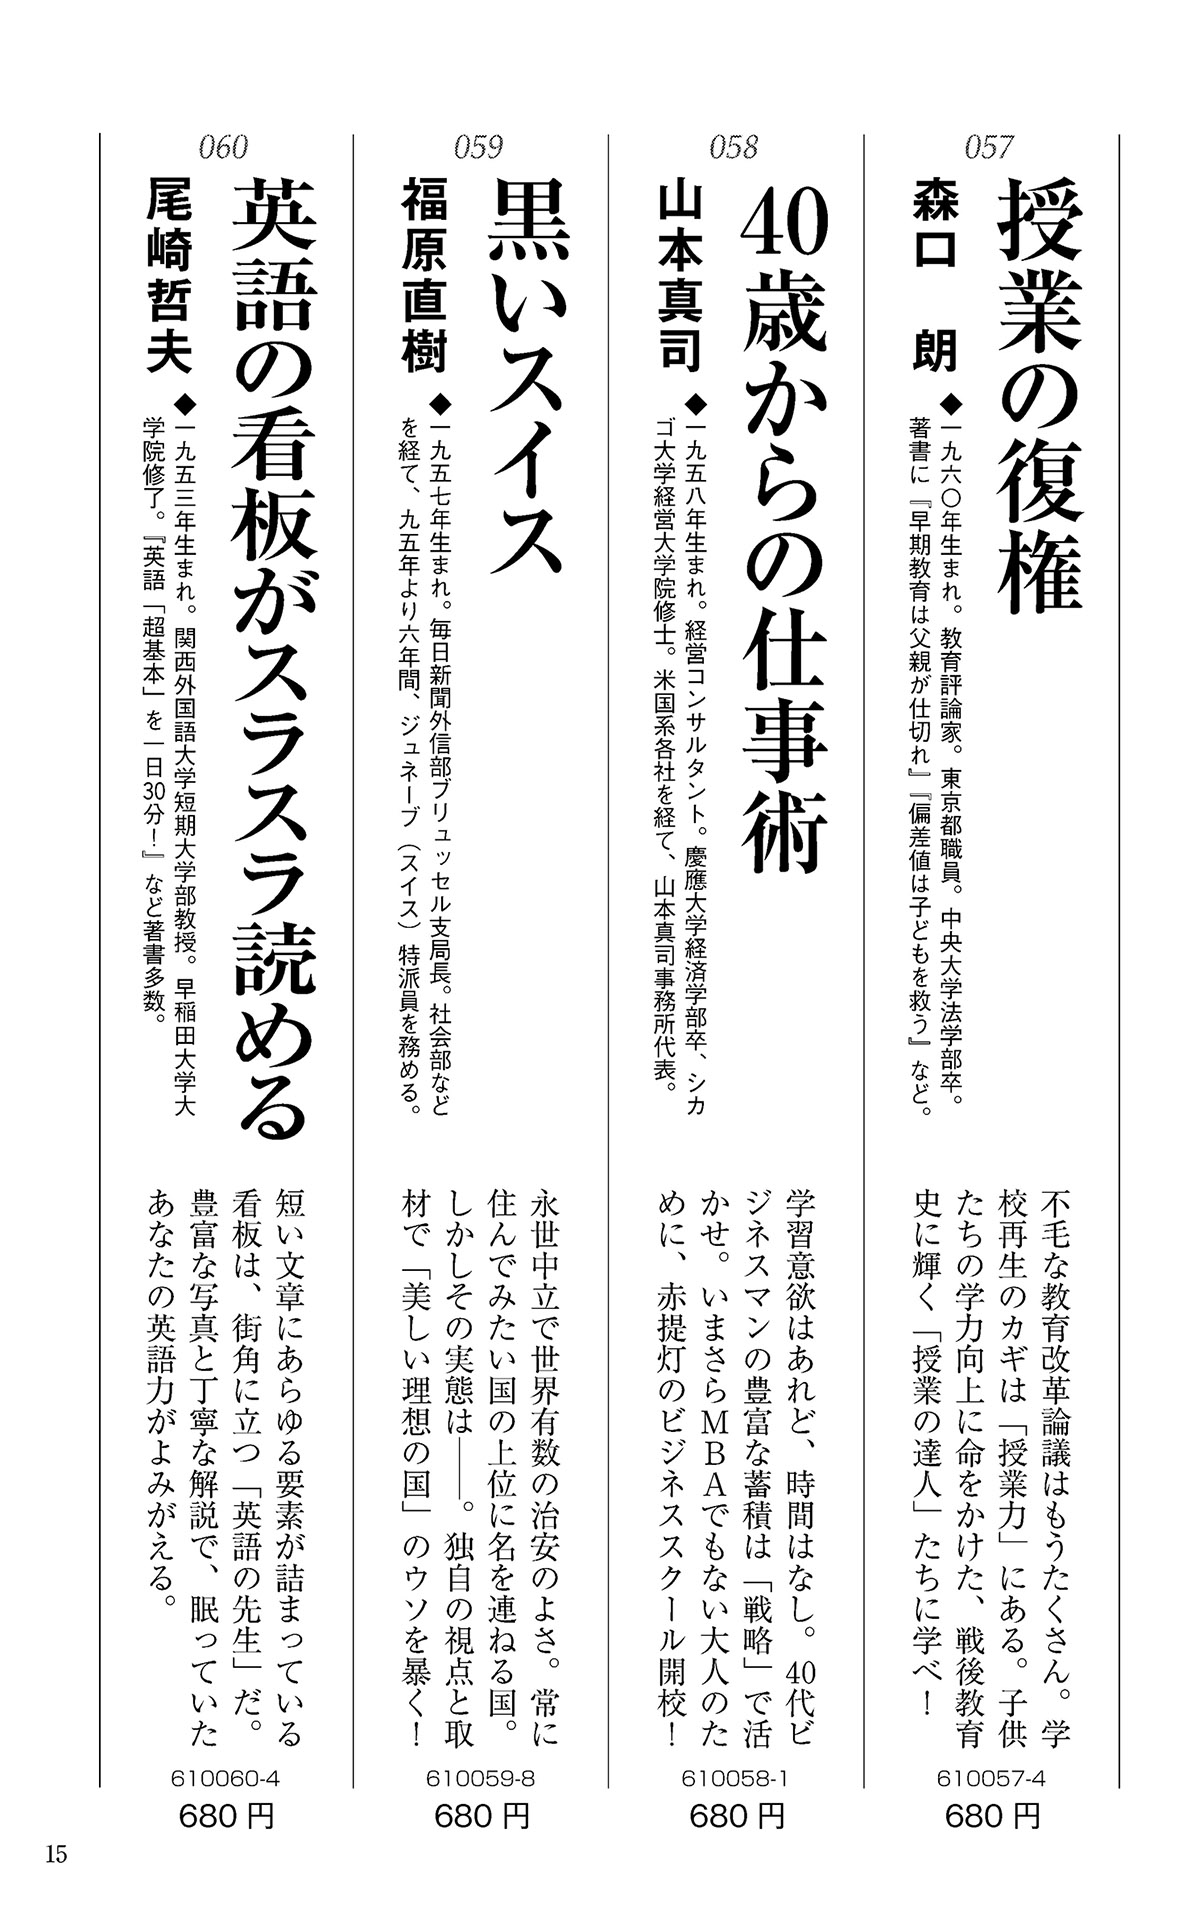 057
授業の復権
森口　朗
◆一九六〇年生まれ。教育評論家。東京都職員。中央大学法学部卒。
著書に『早期教育は父親が仕切れ』『偏差値は子どもを救う』など。
不毛な教育改革論議はもうたくさん。学
校再生のカギは「授業力」にある。子供
たちの学力向上に命をかけた、戦後教育
史に輝く「授業の達人」たちに学べ！
610057-4
680円
058
40歳からの仕事術
山本真司
◆一九五八年生まれ。経営コンサルタント。慶應大学経済学部卒、シカ
ゴ大学経営大学院修士。米国系各社を経て、山本真司事務所代表。
学習意欲はあれど、時間はなし。40代ビ
ジネスマンの豊富な蓄積は「戦略」で活
かせ。いまさらＭＢＡでもない大人のた
めに、赤提灯のビジネススクール開校！
610058-1
680円
059
黒いスイス
福原直樹
◆一九五七年生まれ。毎日新聞外信部ブリュッセル支局長。社会部など
を経て、九五年より六年間、ジュネーブ（スイス）特派員を務める。
永世中立で世界有数の治安のよさ。常に
住んでみたい国の上位に名を連ねる国。
しかしその実態は――。独自の視点と取
材で「美しい理想の国」のウソを暴く！
610059-8
680円
060
英語の看板がスラスラ読める
尾崎哲夫
◆一九五三年生まれ。関西外国語大学短期大学部教授。早稲田大学大
学院修了。『英語「超基本」を一日30分！』など著書多数。
短い文章にあらゆる要素が詰まっている
看板は、街角に立つ「英語の先生」だ。
豊富な写真と丁寧な解説で、眠っていた
あなたの英語力がよみがえる。
610060-4
680円
15